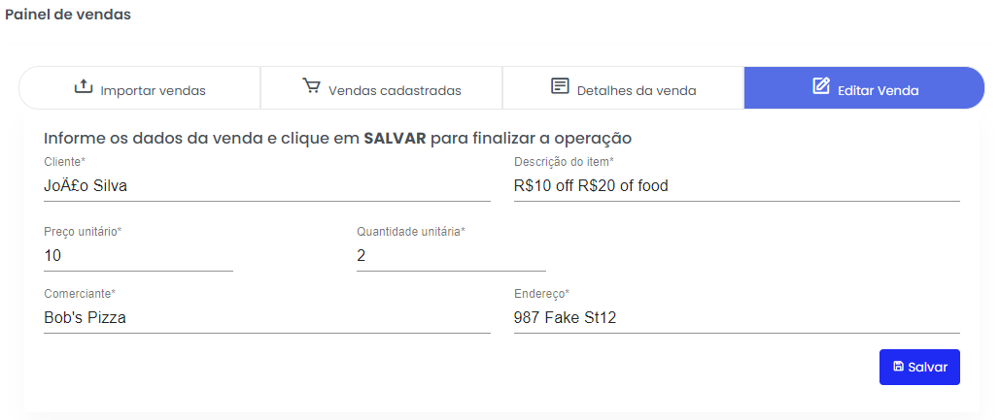 Painel de vendas
Importar vendas Vendas cadastradas Detalhes da venda Editar Venda
Informe os dados da venda e clique em SALVAR para finalizar a operação
Cliente* Descrição do item*
JoÄ£o Silva R$10 off R$20 of food
Preço unitário* Quantidade unitária*
10 2
Comerciante* Endereço*
Bob's Pizza 987 Fake St12
Salvar